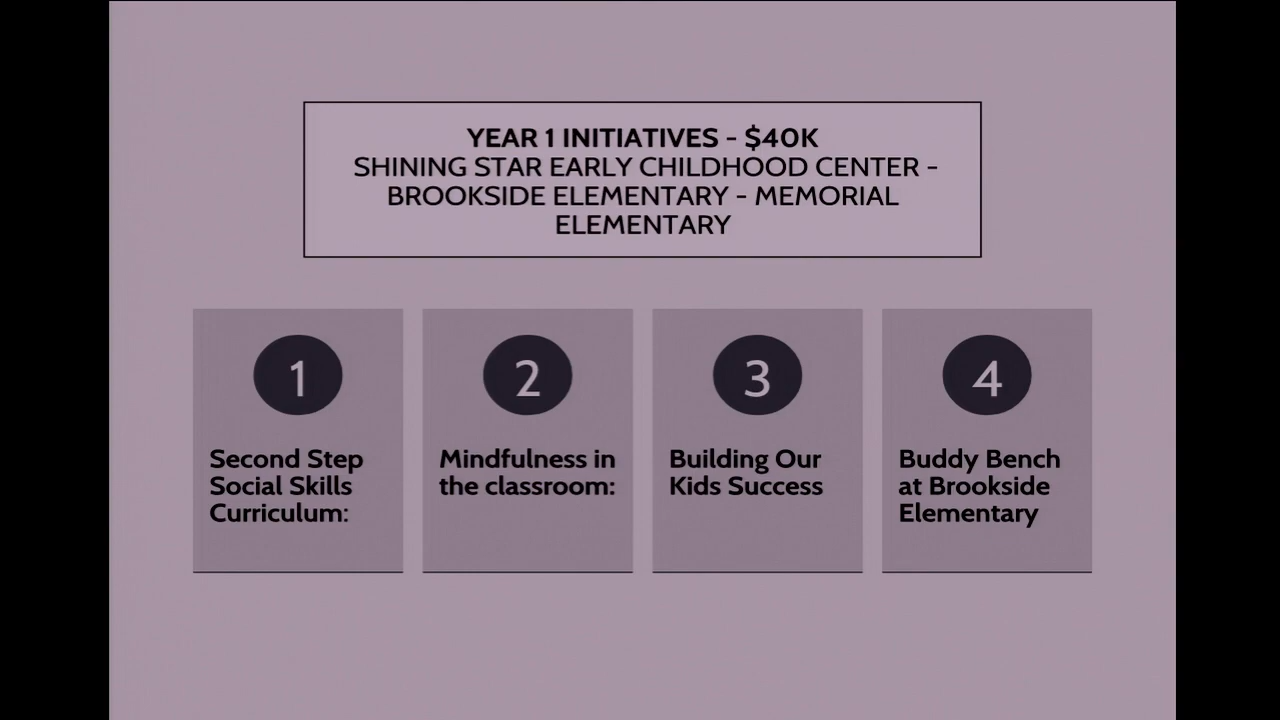 YEAR 1 INITIATIVES - $40K
SHINING STAR EARLY CHILDHOOD CENTER -
BROOKSIDE ELEMENTARY - MEMORIAL
ELEMENTARY
1
Second Step
Social Skills
Curriculum:
2
Mindfulness in
the classroom:
3
Building Our
Kids Success
4
Buddy Bench
at Brookside
Elementary